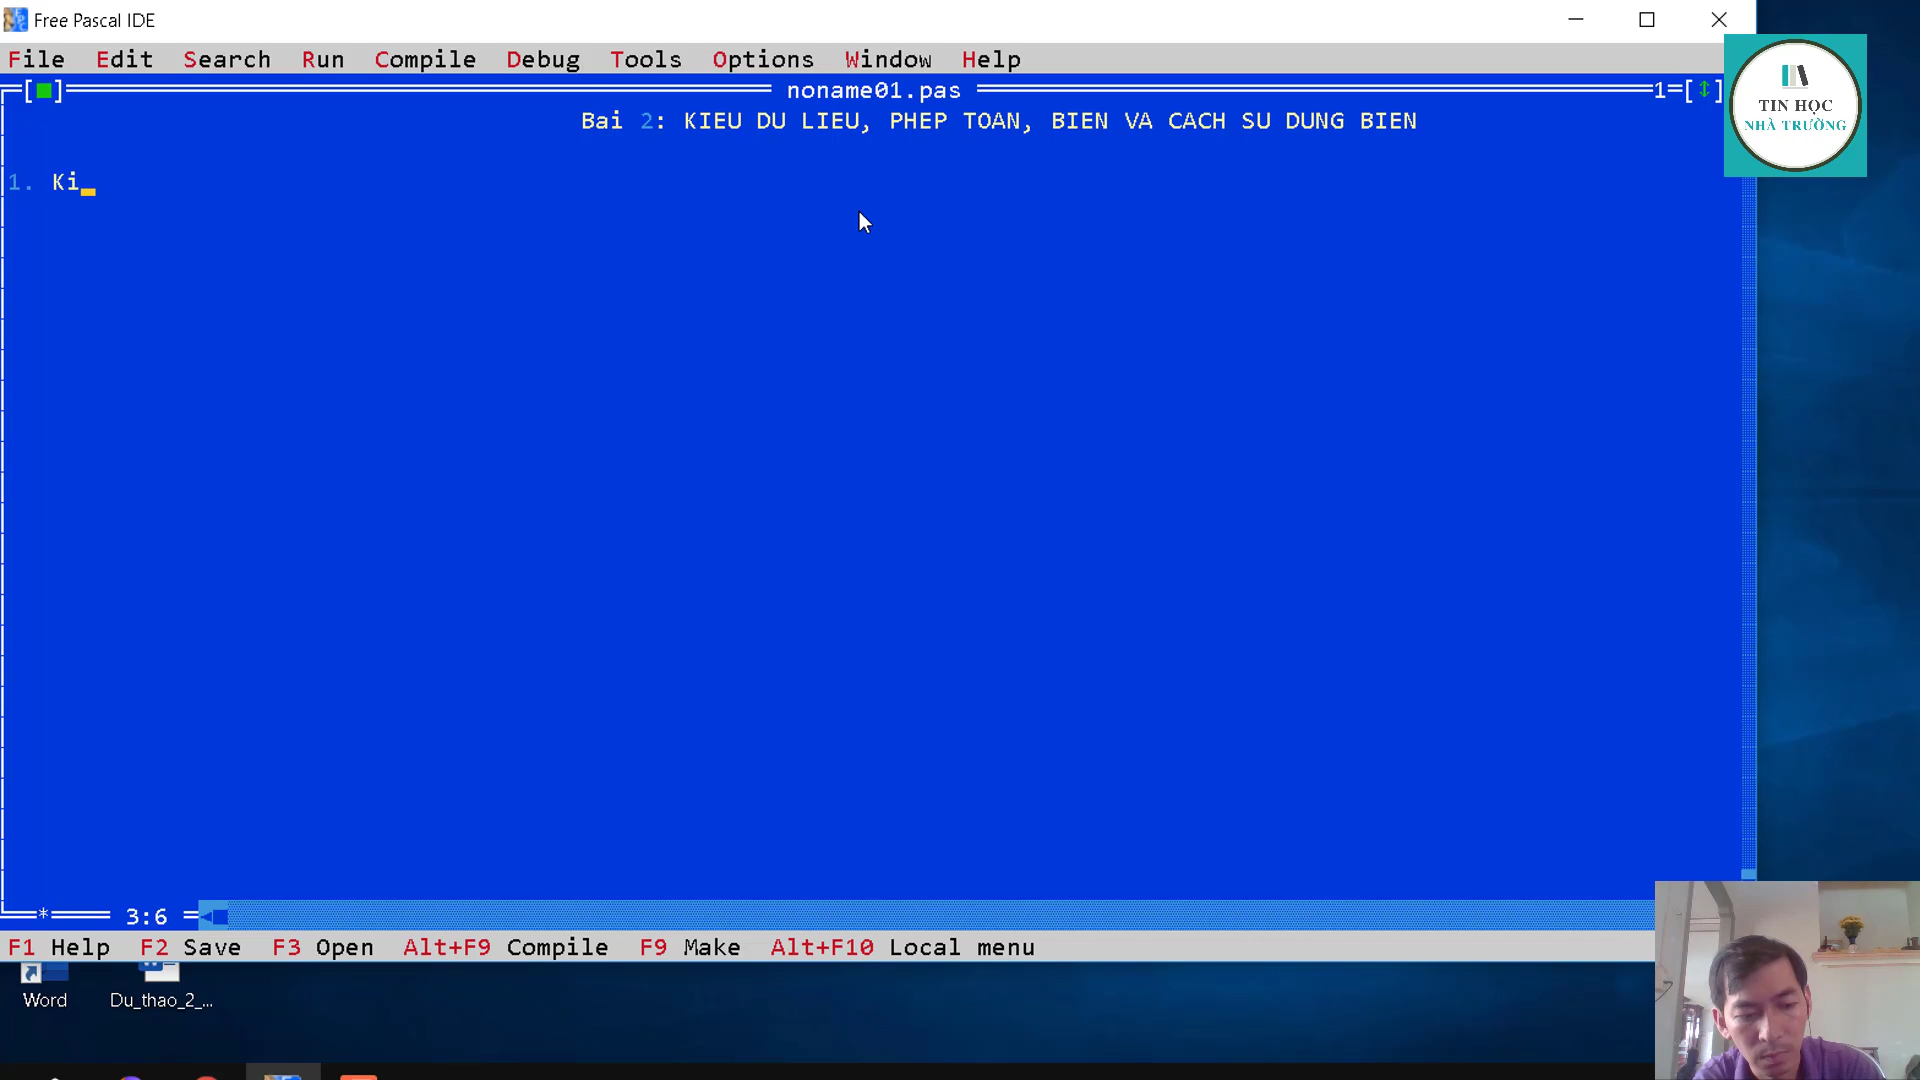 Free Pascal IDE
File Edit Search Run Compile Debug Tools Options Window Help
noname01.pas
1
TIN HỌC
NHÀ TRƯỜNG
Bai 2: KIEU DU LIEU, PHEP TOAN, BIEN VA CACH SU DUNG BIEN
1. Ki
3:6
F1 Help F2 Save F3 Open Alt+F9 Compile F9 Make Alt+F10 Local menu
Word
Du_thao_2_...